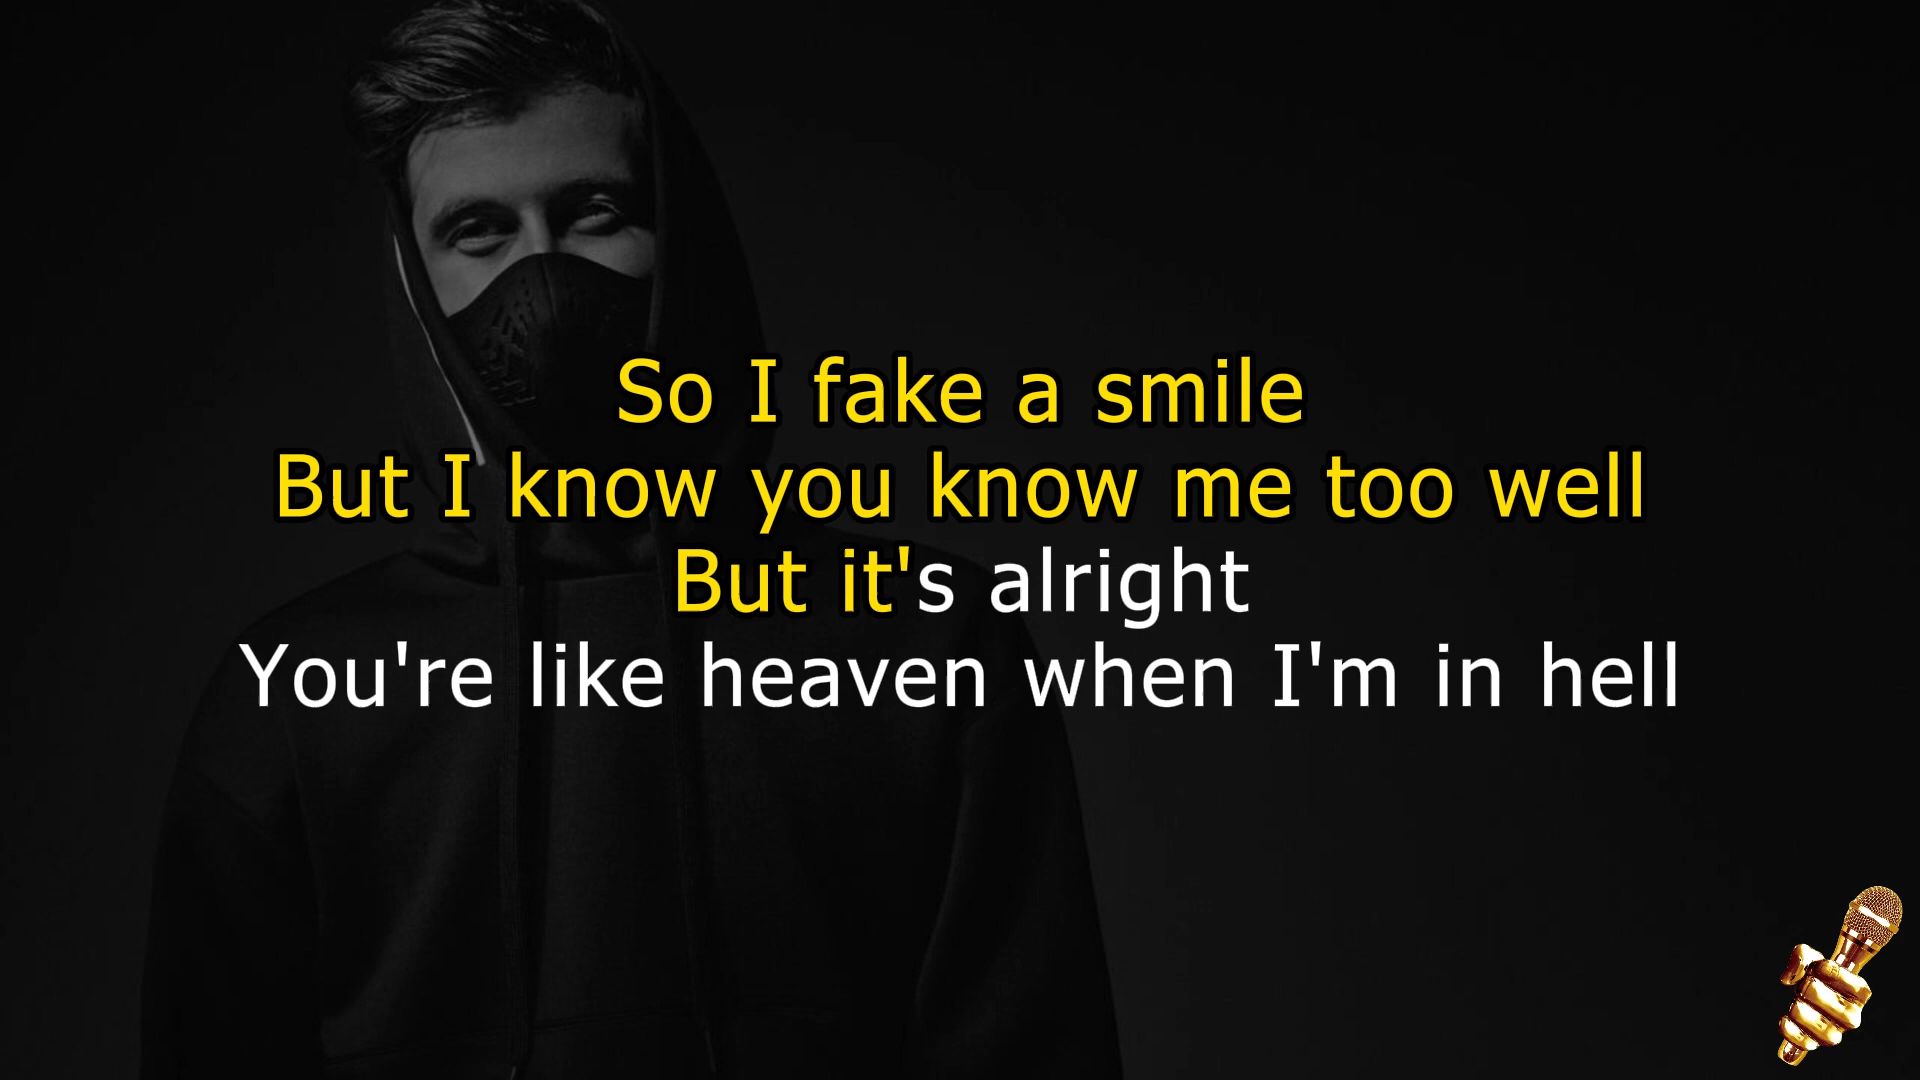 So I fake a smile
But I know you know me too well
But it's alright
You're like heaven when I'm in hell